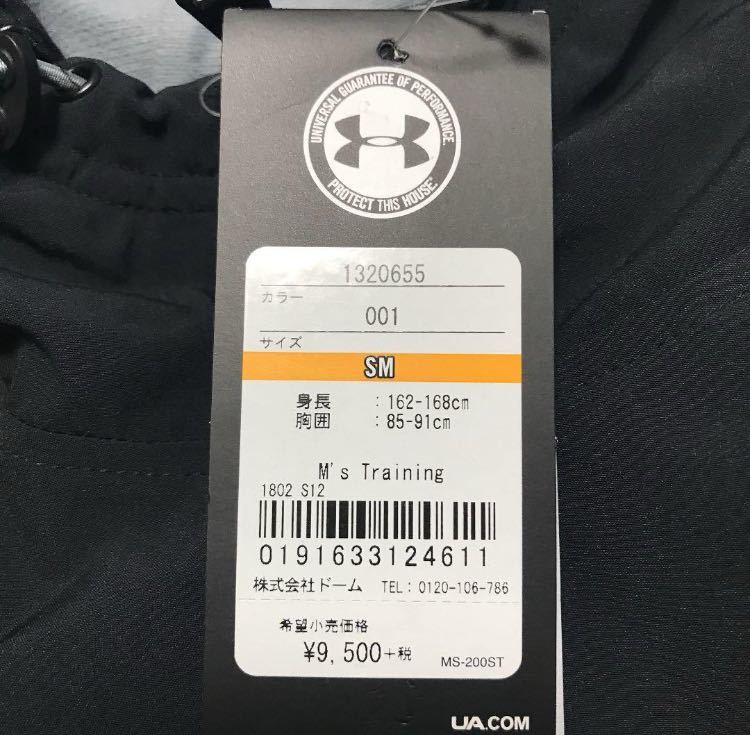 UNIVERSAL GUARANTEE OF PERFORMANCE.
PROTECT THIS HOUSE
1320655
カラー
001
サイズ
SM
身長 : 162-168cm
胸囲 : 85-91cm
M's Training
1802 S12
0191633124611
株式会社ドーム TEL: 0120-106-786
希望小売価格
¥9,500+税
MS-200ST
UA.COM